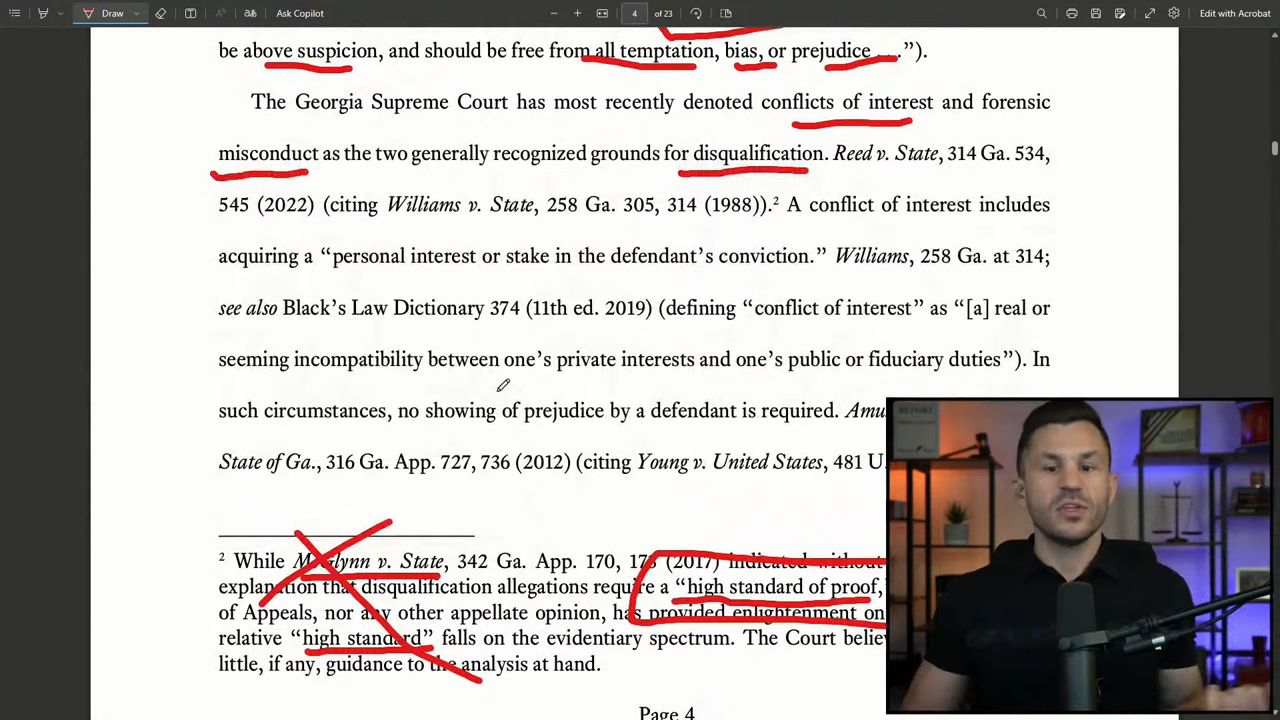 Draw
Ask Copilot
4 of 23
Edit with Acrobat
be above suspicion, and should be free from all temptation, bias, or prejudice . . .”).
The Georgia Supreme Court has most recently denoted conflicts of interest and forensic
misconduct as the two generally recognized grounds for disqualification. Reed v. State, 314 Ga. 534,
545 (2022) (citing Williams v. State, 258 Ga. 305, 314 (1988)).² A conflict of interest includes
acquiring a “personal interest or stake in the defendant’s conviction.” Williams, 258 Ga. at 314;
see also Black’s Law Dictionary 374 (11th ed. 2019) (defining “conflict of interest” as “[a] real or
seeming incompatibility between one’s private interests and one’s public or fiduciary duties”). In
such circumstances, no showing of prejudice by a defendant is required.
State of Ga., 316 Ga. App. 727, 736 (2012) (citing Young v. United States, 481 U.
² While McGlynn v. State, 342 Ga. App. 170, (2017) indicated without
explanation that disqualification allegations require a “high standard of proof,
of Appeals, nor any other appellate opinion, has provided enlightenment on
relative “high standard” falls on the evidentiary spectrum. The Court
little, if any, guidance to the analysis at hand.
Page 4